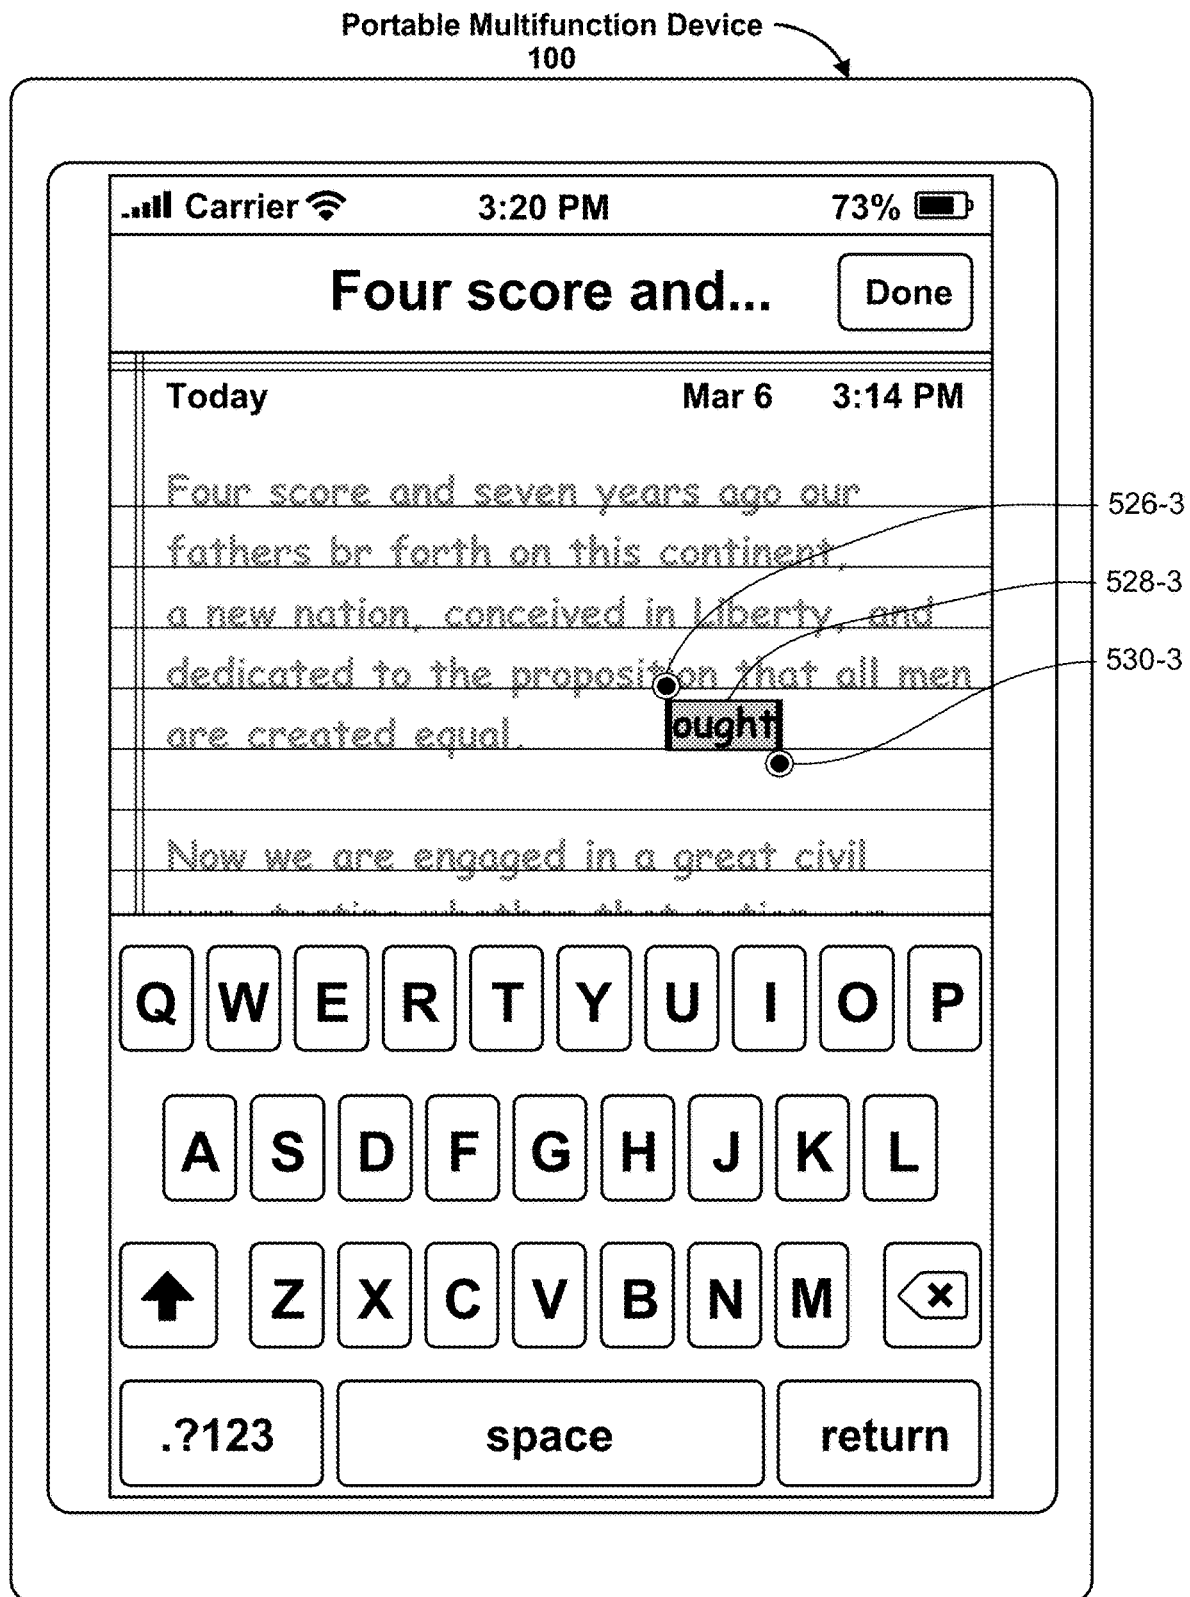 Portable Multifunction Device
100
Carrier 3:20 PM 73%
Four score and... Done
Today Mar 6 3:14 PM
Four score and seven years ago our
526-3
fathers br forth on this continent,
528-3
a new nation, conceived in Liberty, and
530-3
dedicated to the proposition that all men
are created equal. ought
Now we are engaged in a great civil
Q W E R T Y U I O P
A S D F G H J K L
Z X C V B N M
.?123 space return